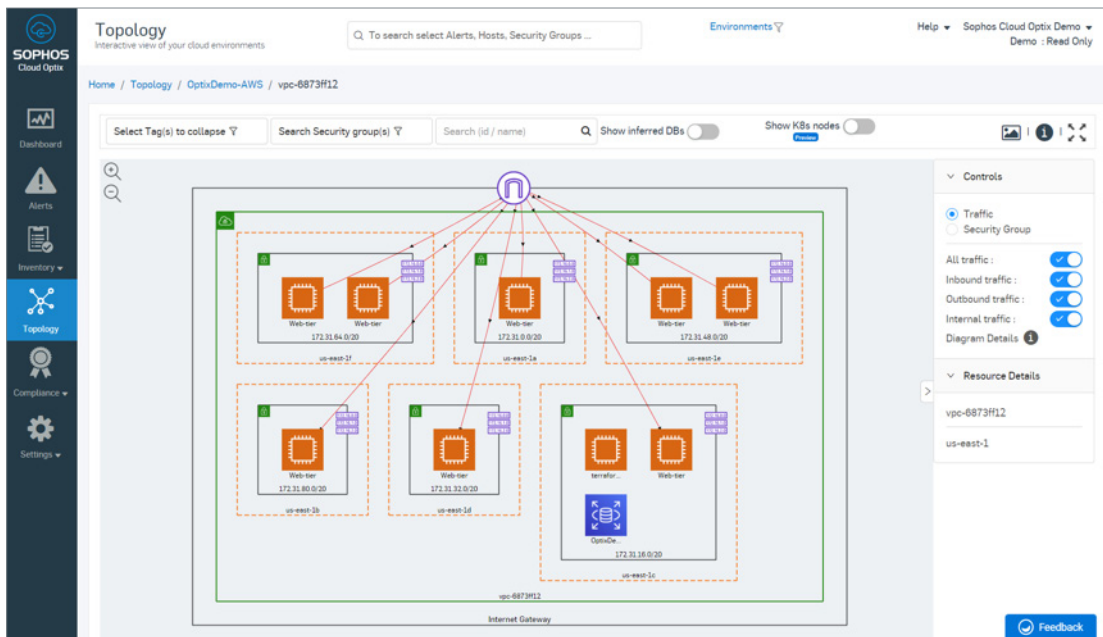 SOPHOS
Cloud Optix
Dashboard
Alerts
Inventory
Topology
Compliance
Settings
Topology
Interactive view of your cloud environments
To search select Alerts, Hosts, Security Groups ...
Environments
Help
Sophos Cloud Optix Demo
Demo : Read Only
Home / Topology / OptixDemo-AWS / vpc-6873ff12
Select Tag(s) to collapse
Search Security group(s)
Search (id / name)
Show inferred DBs
Show K8s nodes
Preview
Web-tier Web-tier
172.31.64.0/20
us-east-1f
Web-tier
172.31.0.0/20
us-east-1a
Web-tier Web-tier
172.31.48.0/20
us-east-1e
Web-tier
172.31.80.0/20
us-east-1b
Web-tier
172.31.32.0/20
us-east-1d
terrafor... Web-tier
OptixDe...
172.31.16.0/20
us-east-1c
vpc-6873ff12
Internet Gateway
Controls
Traffic
Security Group
All traffic :
Inbound traffic :
Outbound traffic :
Internal traffic :
Diagram Details
Resource Details
vpc-6873ff12
us-east-1
Feedback